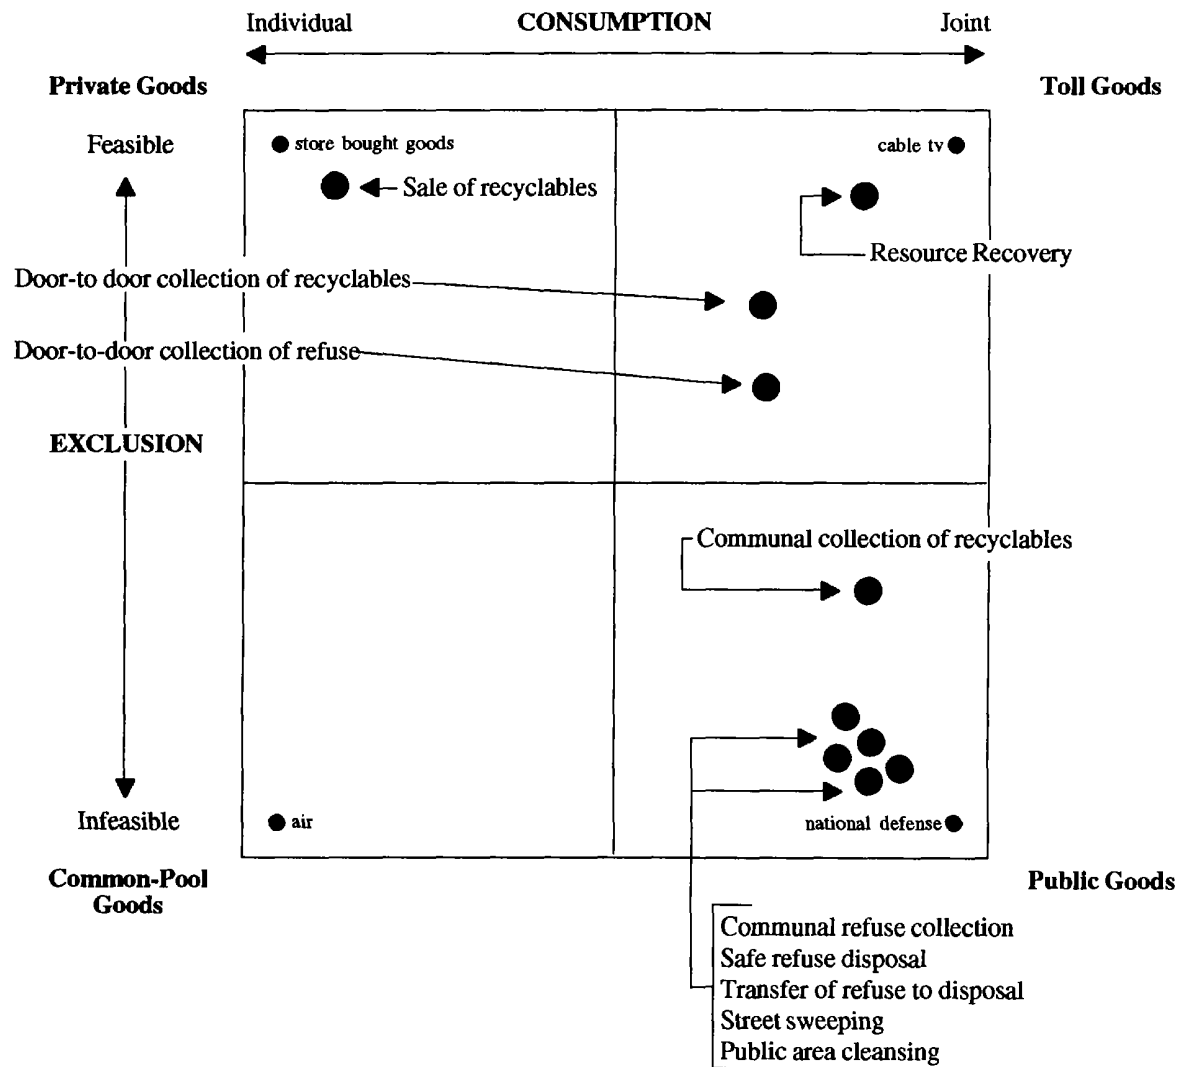 Individual CONSUMPTION Joint
Private Goods Toll Goods
Feasible
store bought goods
cable tv
Sale of recyclables
Resource Recovery
Door-to door collection of recyclables
Door-to-door collection of refuse
EXCLUSION
Communal collection of recyclables
Infeasible
air
national defense
Common-Pool
Goods
Public Goods
Communal refuse collection
Safe refuse disposal
Transfer of refuse to disposal
Street sweeping
Public area cleansing